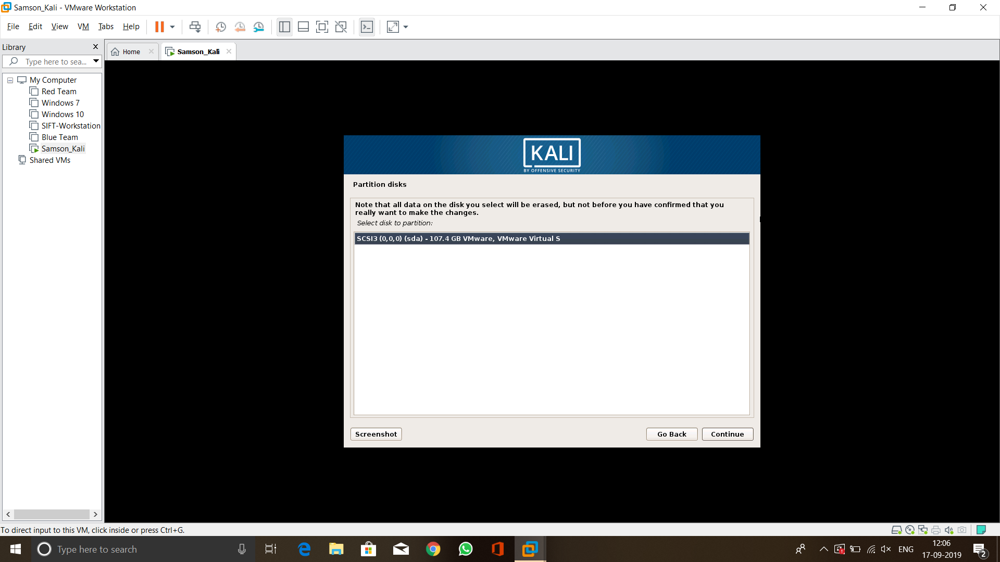 Samson_Kali - VMware Workstation
File Edit View VM Tabs Help
Library
Type here to sea...
My Computer
Red Team
Windows 7
Windows 10
SIFT-Workstation
Blue Team
Samson_Kali
Shared VMs
Home
Samson_Kali
KALI
BY OFFENSIVE SECURITY
Partition disks
Note that all data on the disk you select will be erased, but not before you have confirmed that you
really want to make the changes.
Select disk to partition:
SCSI3 (0,0,0) (sda) - 107.4 GB VMware, VMware Virtual S
Screenshot
Go Back
Continue
To direct input to this VM, click inside or press Ctrl+G.
Type here to search
ENG
12:06
17-09-2019
2